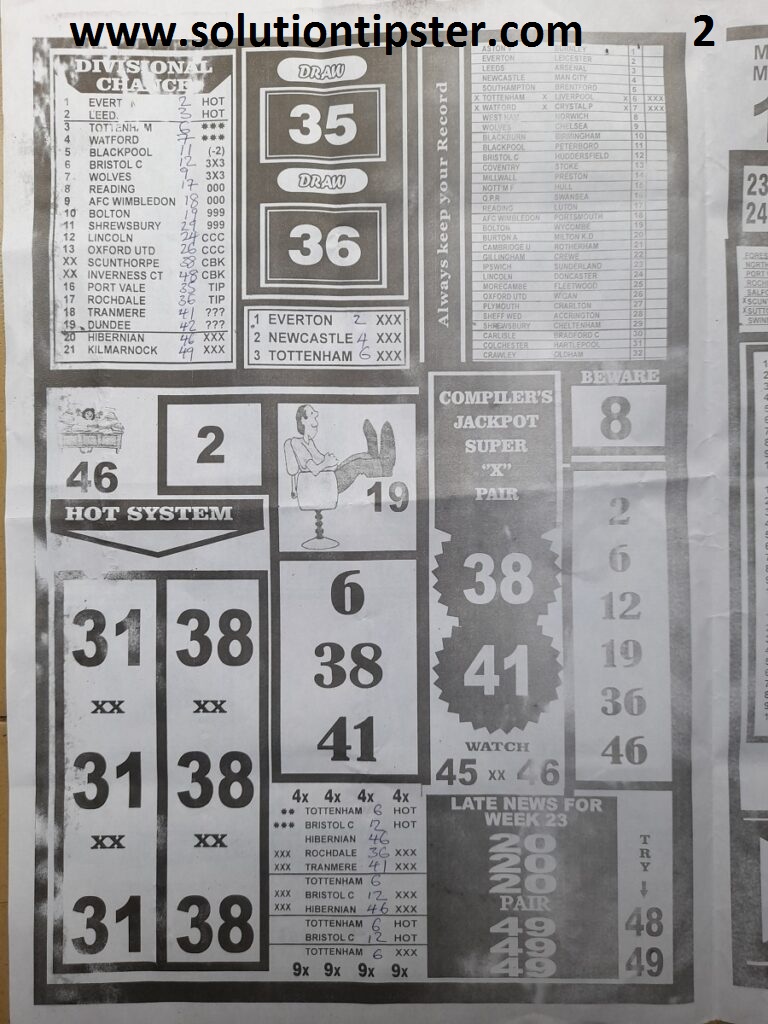 www.solutiontipster.com 2
DIVISIONAL
CHANCE
1 EVERT 2 HOT
2 LEED 3 HOT
3 TOTTENH M 6 ***
4 WATFORD 7 ***
5 BLACKPOOL 11 (-2)
6 BRISTOL C 12 3X3
7 WOLVES 9 3X3
8 READING 17 000
9 AFC WIMBLEDON 18 000
10 BOLTON 19 999
11 SHREWSBURY 29 999
12 LINCOLN 24 CCC
13 OXFORD UTD 26 CCC
XX SCUNTHORPE 38 CBK
XX INVERNESS CT 48 CBK
16 PORT VALE 35 TIP
17 ROCHDALE 36 TIP
18 TRANMERE 41 ???
19 DUNDEE 42 ???
20 HIBERNIAN 46 XXX
21 KILMARNOCK 49 XXX
DRAW
35
DRAW
36
1 EVERTON 2 XXX
2 NEWCASTLE 4 XXX
3 TOTTENHAM 6 XXX
Always keep your Record
ASTON V BURNLEY 1
EVERTON LEICESTER 2
LEEDS ARSENAL 3
NEWCASTLE MAN CITY 4
SOUTHAMPTON BRENTFORD 5
X TOTTENHAM X LIVERPOOL X 6 XXX
X WATFORD X CRYSTAL P X 7 XXX
WEST HAM NORWICH 8
WOLVES CHELSEA 9
BLACKBURN BIRMINGHAM 10
BLACKPOOL PETERBORO 11
BRISTOL C HUDDERSFIELD 12
COVENTRY STOKE 13
MILLWALL PRESTON 14
NOTT'M F HULL 15
Q.P.R SWANSEA 16
READING LUTON 17
AFC WIMBLEDON PORTSMOUTH 18
BOLTON WYCOMBE 19
BURTON A MILTON K.D 20
CAMBRIDGE U ROTHERHAM 21
GILLINGHAM CREWE 22
IPSWICH SUNDERLAND 23
LINCOLN DONCASTER 24
MORECAMBE FLEETWOOD 25
OXFORD UTD WIGAN 26
PLYMOUTH CHARLTON 27
SHEFF WED ACCRINGTON 28
SHREWSBURY CHELTENHAM 29
CARLISLE BRADFORD C 30
COLCHESTER HARTLEPOOL 31
CRAWLEY OLDHAM 32
46
2
19
HOT SYSTEM
31 38
XX XX
31 38
XX XX
31 38
6
38
41
4x 4x 4x 4x
** TOTTENHAM 6 HOT
*** BRISTOL C 12 HOT
HIBERNIAN 46
XXX ROCHDALE 36 XXX
XXX TRANMERE 41 XXX
TOTTENHAM 6
XXX BRISTOL C 12 XXX
XXX HIBERNIAN 46 XXX
TOTTENHAM 6 HOT
BRISTOL C 12 HOT
TOTTENHAM 6 XXX
9x 9x 9x 9x
COMPILER'S
JACKPOT
SUPER
"X"
PAIR
38
41
WATCH
45 XX 46
BEWARE
8
2
6
12
19
36
46
LATE NEWS FOR
WEEK 23
20
20
20
PAIR
49
49
49
TRY
48
49
23
24